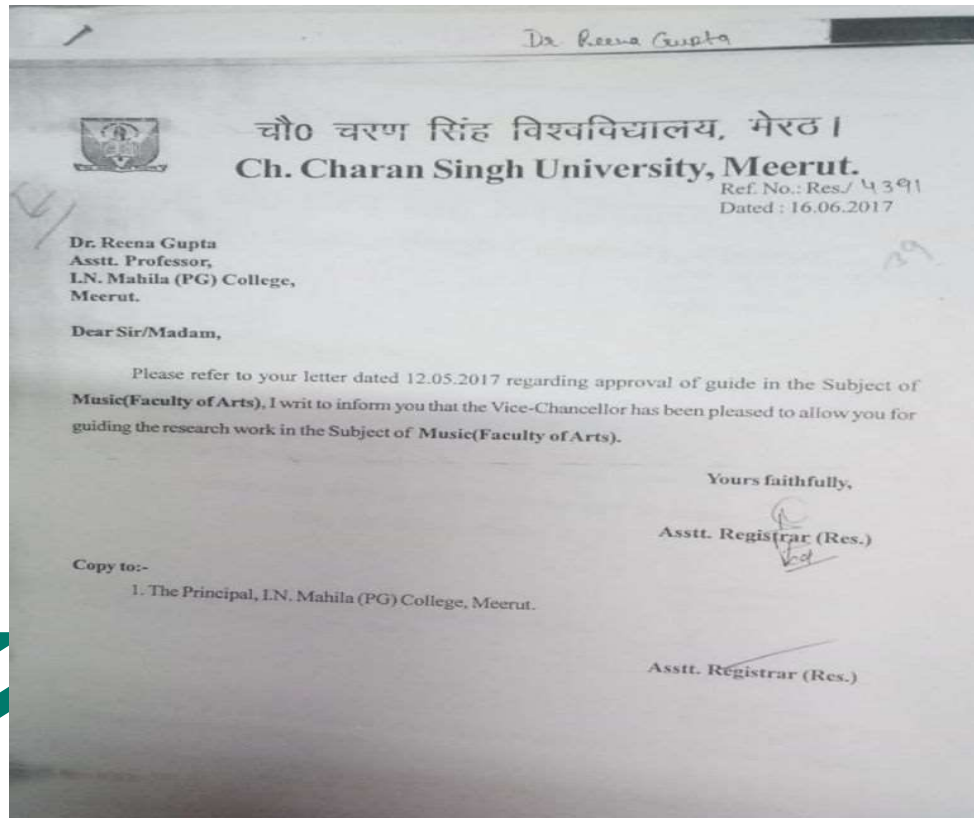 Dr. Reena Gupta
चौ0 चरण सिंह विश्वविद्यालय, मेरठ।
Ch. Charan Singh University, Meerut.
Ref. No.: Res./ 4391
Dated : 16.06.2017
39
Dr. Reena Gupta
Asstt. Professor,
I.N. Mahila (PG) College,
Meerut.
Dear Sir/Madam,
Please refer to your letter dated 12.05.2017 regarding approval of guide in the Subject of
Music(Faculty of Arts), I writ to inform you that the Vice-Chancellor has been pleased to allow you for
guiding the research work in the Subject of Music(Faculty of Arts).
Yours faithfully,
Asstt. Registrar (Res.)
Copy to:-
1. The Principal, I.N. Mahila (PG) College, Meerut.
Asstt. Registrar (Res.)